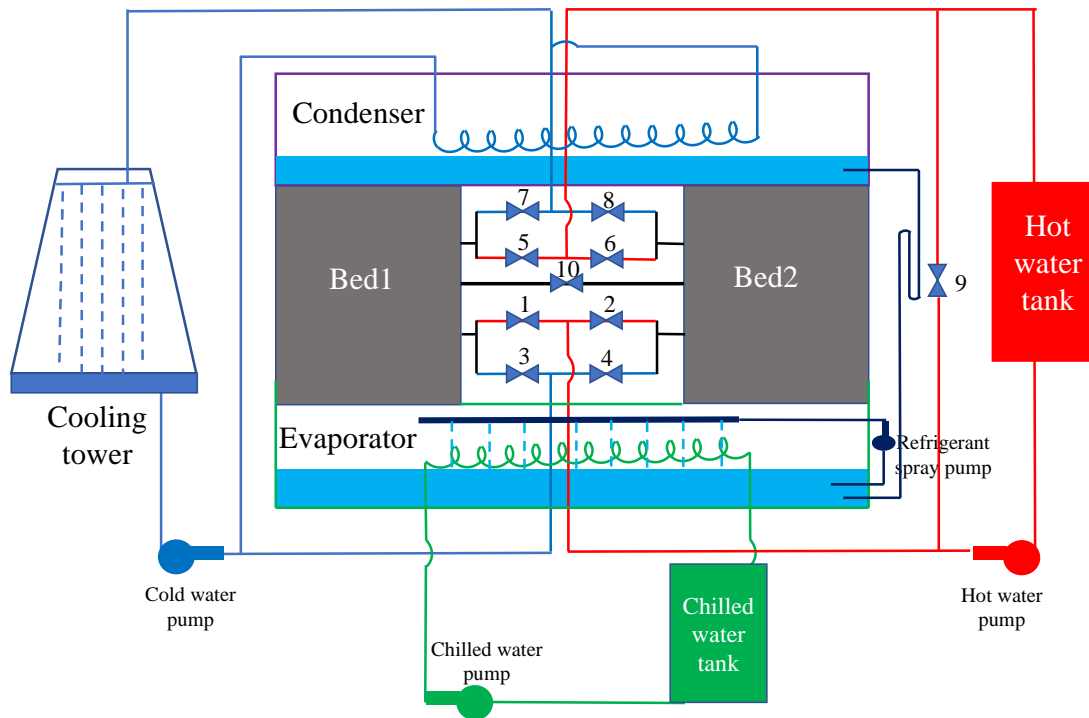 Condenser
7
8
5
6
10
Bed1
Bed2
1
2
3
4
9
Hot
water
tank
Cooling
tower
Evaporator
Refrigerant
spray pump
Cold water
pump
Chilled
water
tank
Hot water
pump
Chilled water
pump